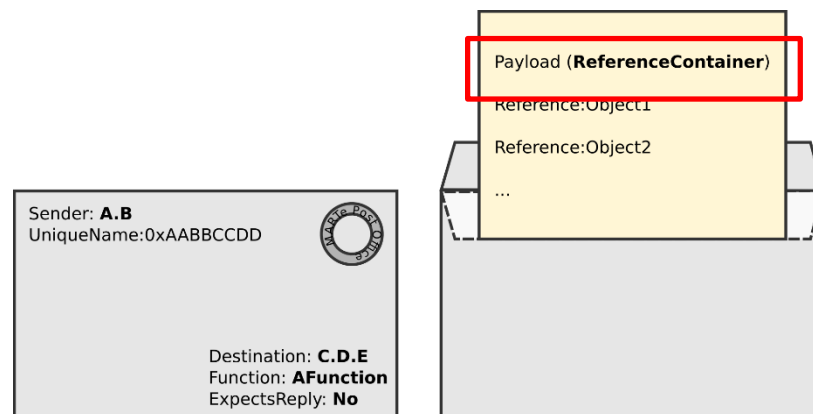 Sender: A.B
UniqueName:0xAABBCCDD
MARTe Post Office
Destination: C.D.E
Function: AFunction
ExpectsReply: No
Payload (ReferenceContainer)
Reference:Object1
Reference:Object2
...